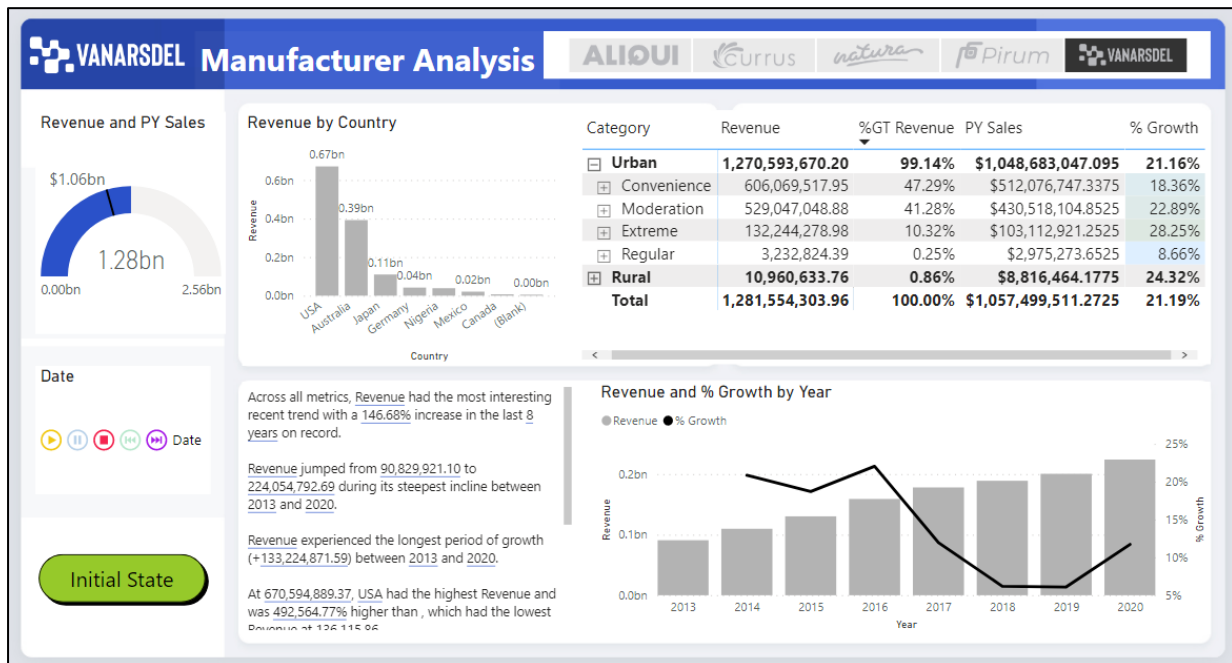 VANARSDEL
Manufacturer Analysis
ALIQUI
Currus
natura
Pirum
VANARSDEL
Revenue and PY Sales
$1.06bn
1.28bn
0.00bn
2.56bn
Date
Date
Initial State
Revenue by Country
0.67bn
0.39bn
0.11bn
0.04bn
0.02bn
0.00bn
0.6bn
0.4bn
0.2bn
0.0bn
Revenue
USA
Australia
Japan
Germany
Nigeria
Mexico
Canada
(Blank)
Country
Category Revenue %GT Revenue PY Sales % Growth
Urban 1,270,593,670.20 99.14% $1,048,683,047.095 21.16%
Convenience 606,069,517.95 47.29% $512,076,747.3375 18.36%
Moderation 529,047,048.88 41.28% $430,518,104.8525 22.89%
Extreme 132,244,278.98 10.32% $103,112,921.2525 28.25%
Regular 3,232,824.39 0.25% $2,975,273.6525 8.66%
Rural 10,960,633.76 0.86% $8,816,464.1775 24.32%
Total 1,281,554,303.96 100.00% $1,057,499,511.2725 21.19%
Across all metrics, Revenue had the most interesting
recent trend with a 146.68% increase in the last 8
years on record.
Revenue jumped from 90,829,921.10 to
224,054,792.69 during its steepest incline between
2013 and 2020.
Revenue experienced the longest period of growth
(+133,224,871.59) between 2013 and 2020.
At 670,594,889.37, USA had the highest Revenue and
was 492,564.77% higher than , which had the lowest
Revenue at 136,115.86.
Revenue and % Growth by Year
Revenue % Growth
0.2bn
0.1bn
0.0bn
Revenue
25%
20%
15%
10%
5%
% Growth
2013 2014 2015 2016 2017 2018 2019 2020
Year